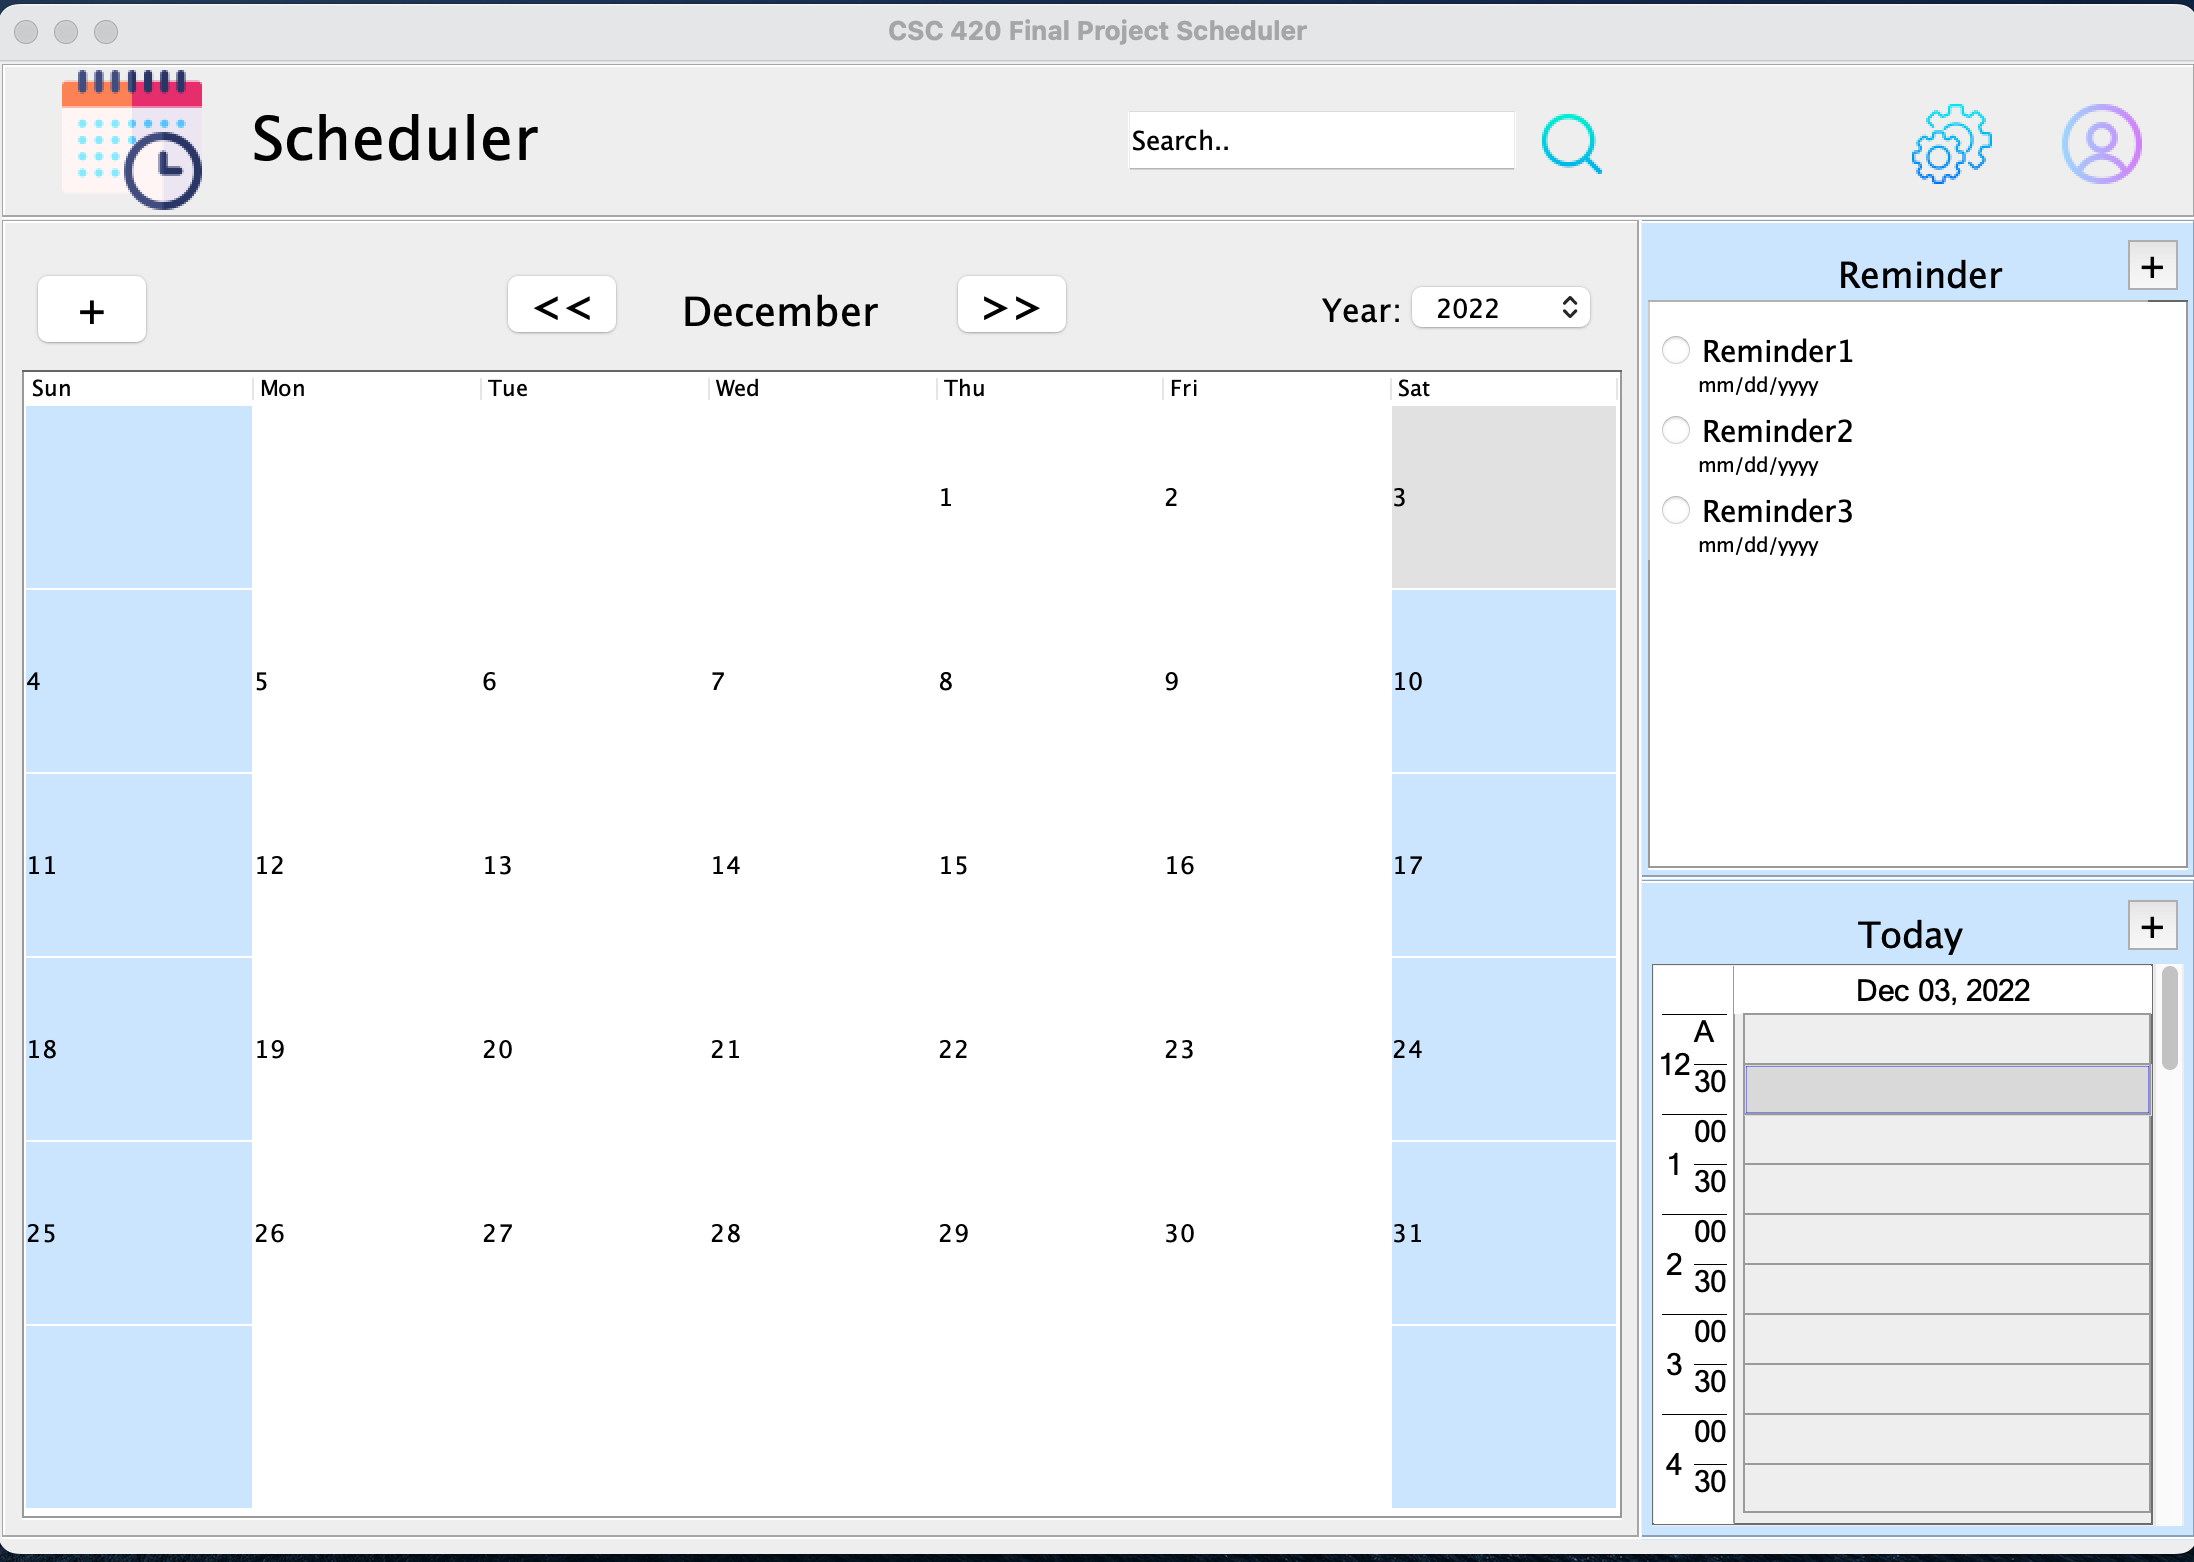 CSC 420 Final Project Scheduler
Scheduler
Search..
+
<<
December
>>
Year:
2022
Sun Mon Tue Wed Thu Fri Sat
1 2 3
4 5 6 7 8 9 10
11 12 13 14 15 16 17
18 19 20 21 22 23 24
25 26 27 28 29 30 31
Reminder
+
Reminder1
mm/dd/yyyy
Reminder2
mm/dd/yyyy
Reminder3
mm/dd/yyyy
Today
+
Dec 03, 2022
A
12
30
00
1
30
00
2
30
00
3
30
00
4
30